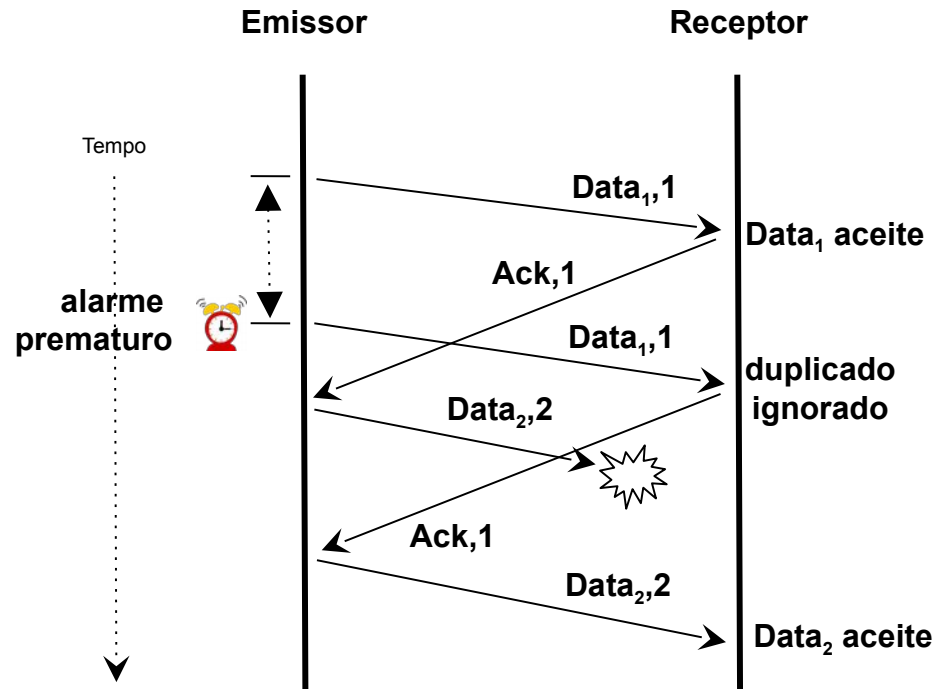 Emissor
Receptor
Tempo
Data₁,1
Data₁ aceite
Ack,1
alarme
prematuro
Data₁,1
duplicado
ignorado
Data₂,2
Ack,1
Data₂,2
Data₂ aceite